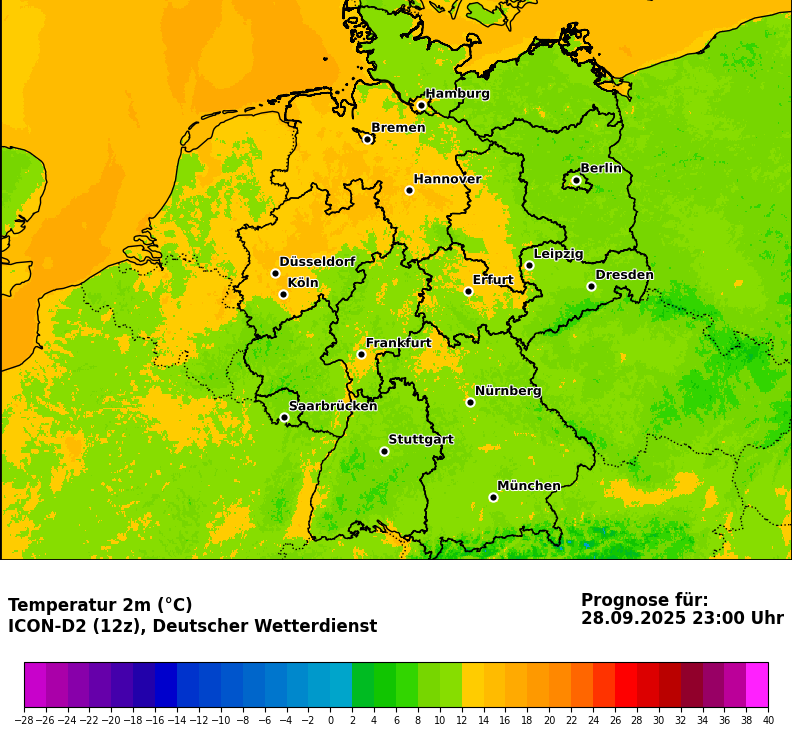 Hamburg
Bremen
Berlin
Hannover
Leipzig
Düsseldorf
Dresden
Köln
Erfurt
Frankfurt
Nürnberg
Saarbrücken
Stuttgart
München
Temperatur 2m (°C)
ICON-D2 (12z), Deutscher Wetterdienst
Prognose für:
28.09.2025 23:00 Uhr
−28 −26 −24 −22 −20 −18 −16 −14 −12 −10 −8 −6 −4 −2 0 2 4 6 8 10 12 14 16 18 20 22 24 26 28 30 32 34 36 38 40